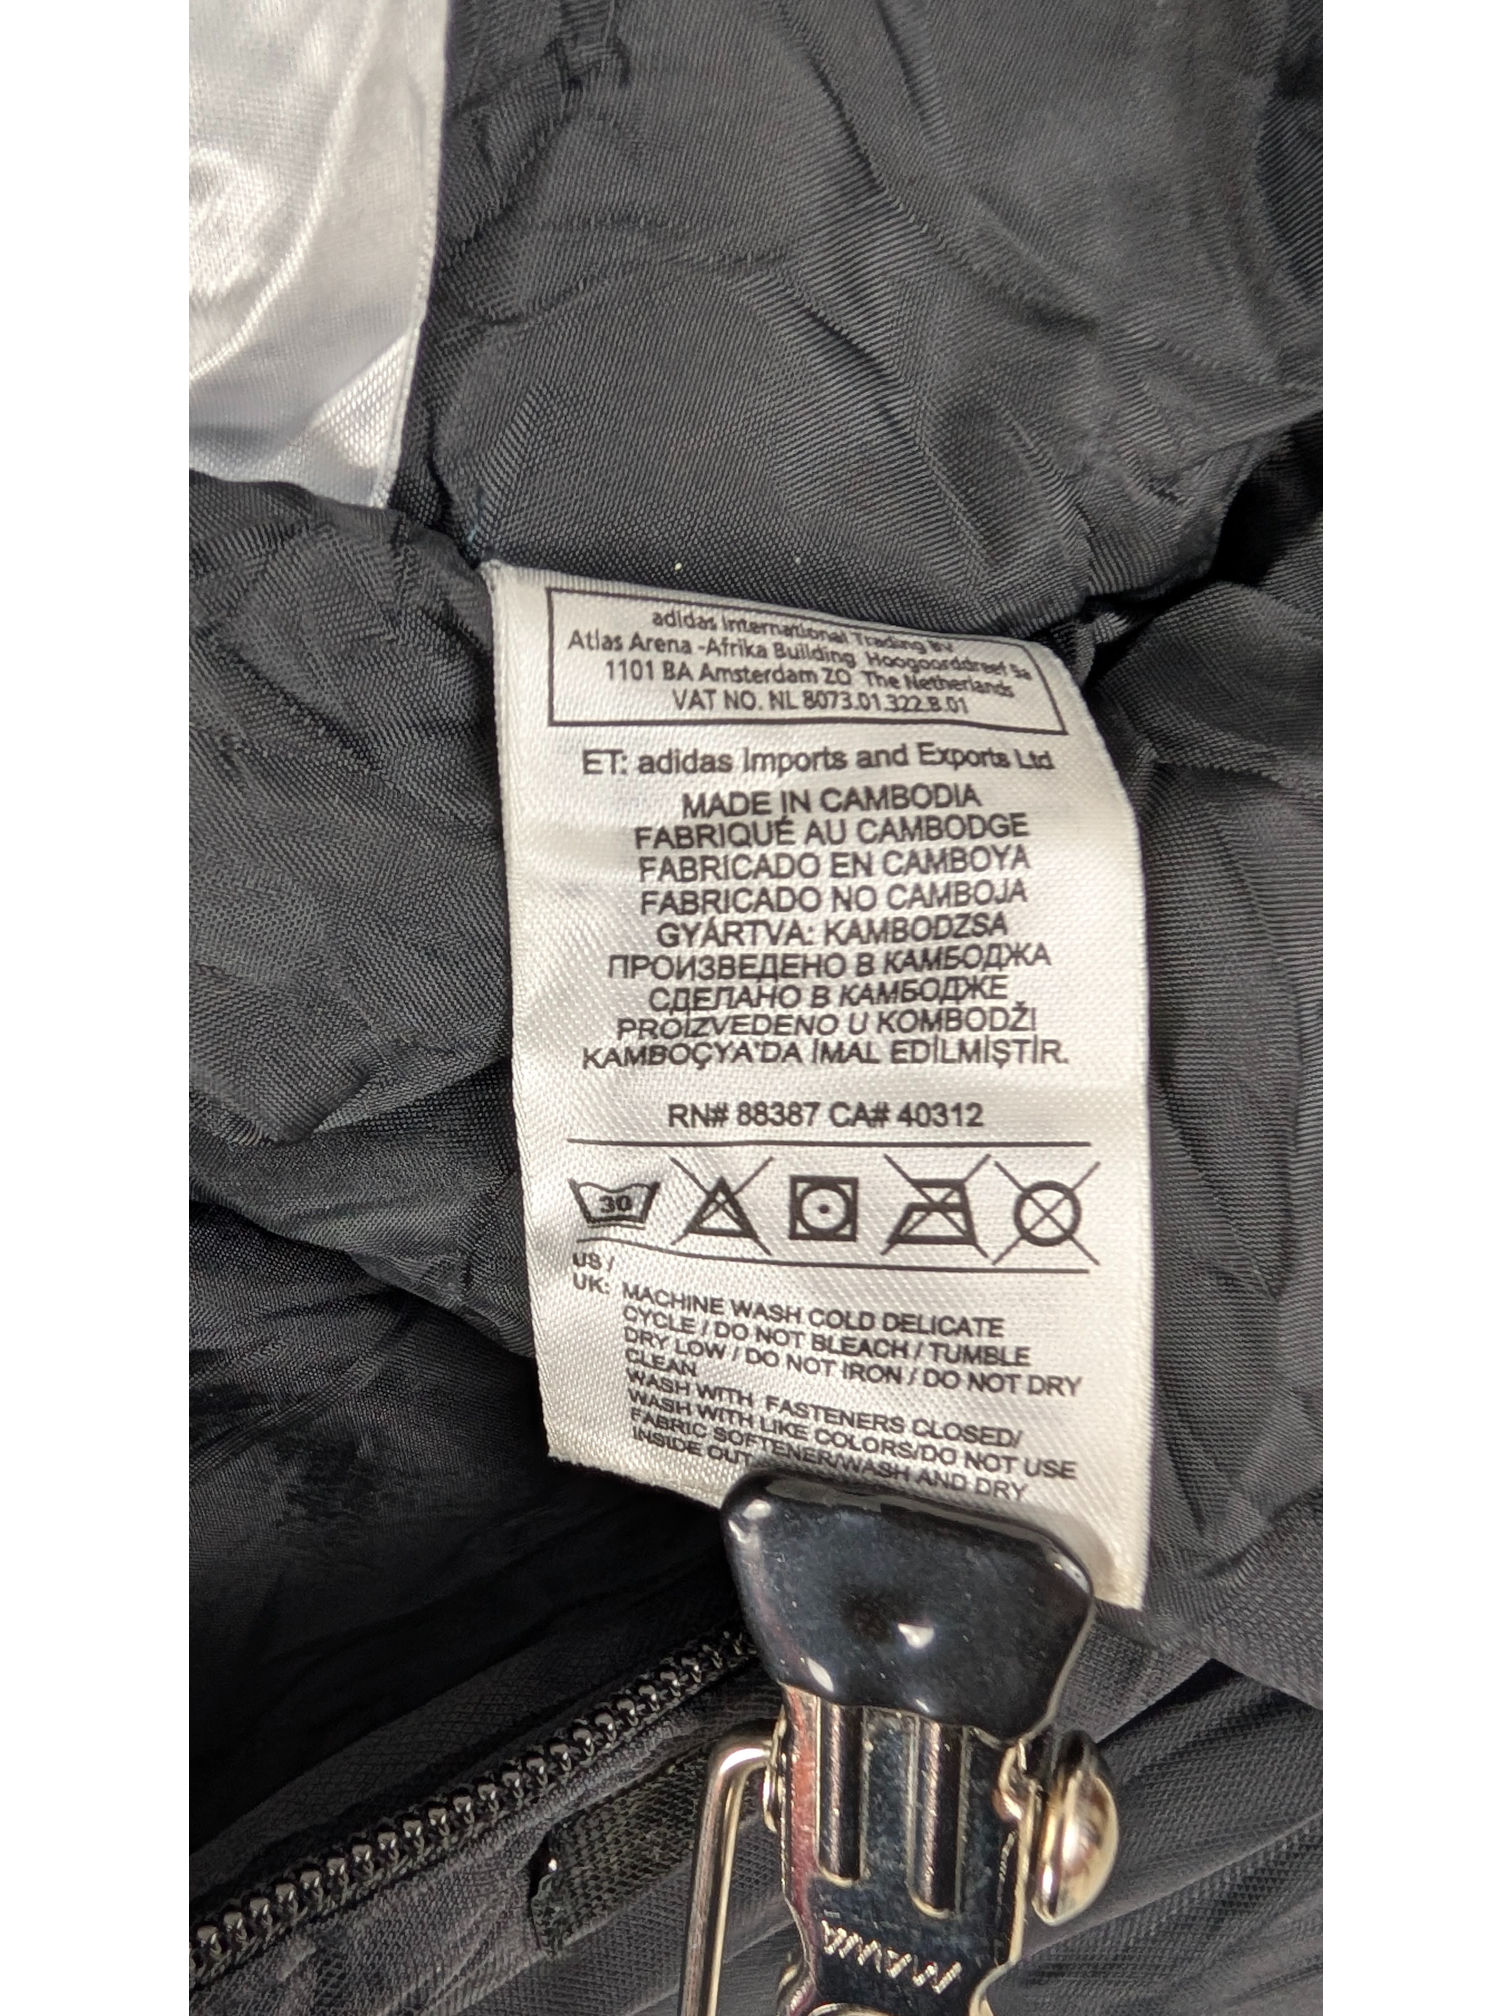 adidas International Trading BV
Atlas Arena -Afrika Building Hoogoorddreef 9a
1101 BA Amsterdam ZO The Netherlands
VAT NO. NL 8073.01.322.B.01
ET: adidas Imports and Exports Ltd
MADE IN CAMBODIA
FABRIQUÉ AU CAMBODGE
FABRICADO EN CAMBOYA
FABRICADO NO CAMBOJA
GYÁRTVA: KAMBODZSA
ПРОИЗВЕДЕНО В КАМБОДЖА
СДЕЛАНО В КАМБОДЖЕ
PROIZVEDENO U KOMBODŽI
KAMBOÇYA'DA İMAL EDİLMİŞTİR.
RN# 88387 CA# 40312
30
US /
UK: MACHINE WASH COLD DELICATE
CYCLE / DO NOT BLEACH / TUMBLE
DRY LOW / DO NOT IRON / DO NOT DRY
CLEAN
WASH WITH FASTENERS CLOSED/
WASH WITH LIKE COLORS/DO NOT USE
FABRIC SOFTENER/WASH AND DRY
INSIDE OUT
MAWA